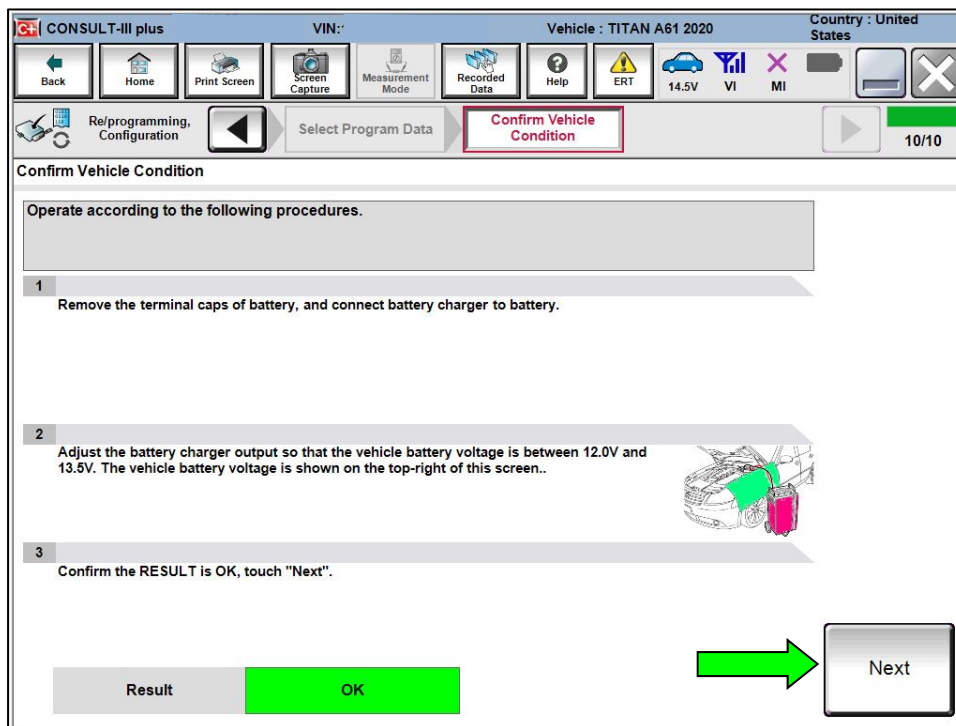 C+ CONSULT-III plus VIN: Vehicle : TITAN A61 2020 Country : United
States
Back Home Print Screen Screen
Capture Measurement
Mode Recorded
Data Help ERT 14.5V VI MI
Re/programming,
Configuration Select Program Data Confirm Vehicle
Condition 10/10
Confirm Vehicle Condition
Operate according to the following procedures.
1
Remove the terminal caps of battery, and connect battery charger to battery.
2
Adjust the battery charger output so that the vehicle battery voltage is between 12.0V and
13.5V. The vehicle battery voltage is shown on the top-right of this screen..
3
Confirm the RESULT is OK, touch "Next".
Result OK
Next